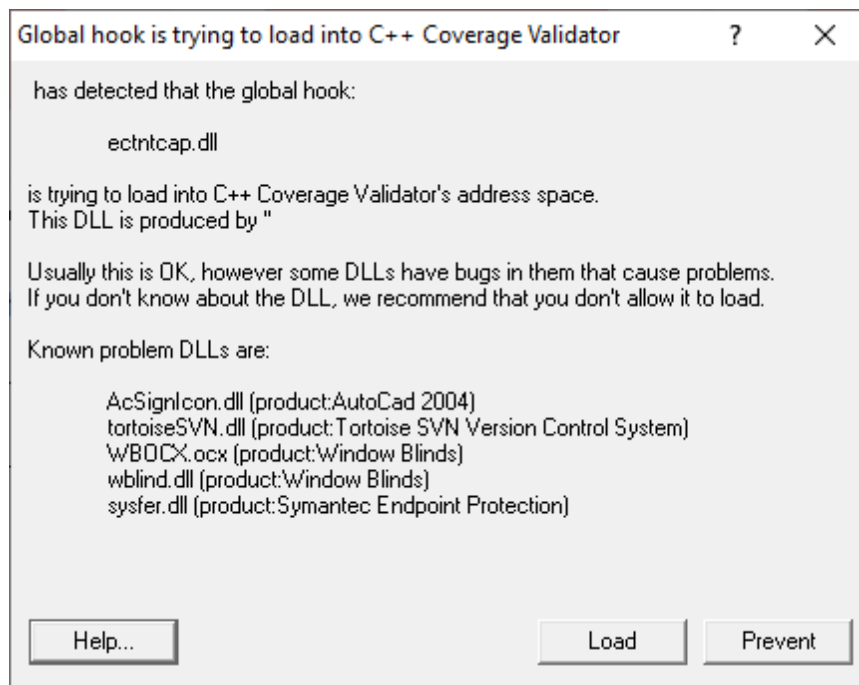 Global hook is trying to load into C++ Coverage Validator
has detected that the global hook:
ectntcap.dll
is trying to load into C++ Coverage Validator's address space.
This DLL is produced by "
Usually this is OK, however some DLLs have bugs in them that cause problems.
If you don't know about the DLL, we recommend that you don't allow it to load.
Known problem DLLs are:
AcSignIcon.dll (product:AutoCad 2004)
tortoiseSVN.dll (product:Tortoise SVN Version Control System)
WBOCX.ocx (product:Window Blinds)
wblind.dll (product:Window Blinds)
sysfer.dll (product:Symantec Endpoint Protection)
Help...
Load
Prevent